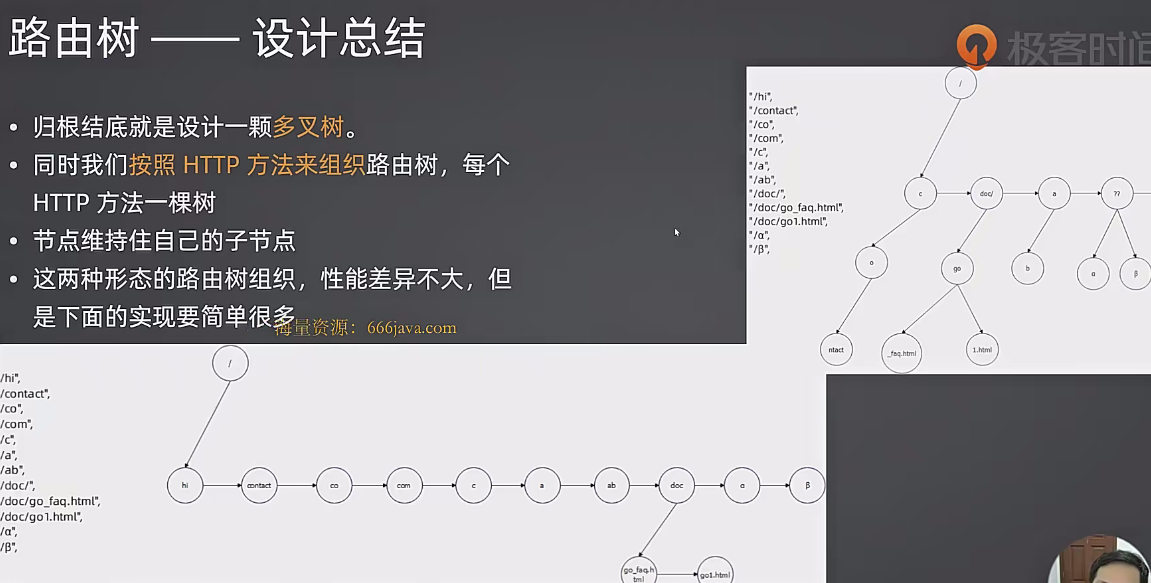 路由树 —— 设计总结
极客时间
• 归根结底就是设计一颗多叉树。
• 同时我们按照 HTTP 方法来组织路由树，每个
HTTP 方法一棵树
• 节点维持住自己的子节点
• 这两种形态的路由树组织，性能差异不大，但
是下面的实现要简单很多
海量资源：666java.com
"/hi",
"/contact",
"/co",
"/com",
"/c",
"/a",
"/ab",
"/doc/",
"/doc/go_faq.html",
"/doc/go1.html",
"/α",
"/β",
/
c
doc/
a
??
o
go
b
α
β
ntact
_faq.html
1.html
/hi",
/contact",
/co",
/com",
/c",
/a",
/ab",
/doc/",
/doc/go_faq.html",
/doc/go1.html",
/α",
/β",
/
hi
contact
co
com
c
a
ab
doc
α
β
go_faq.h
tml
go1.html